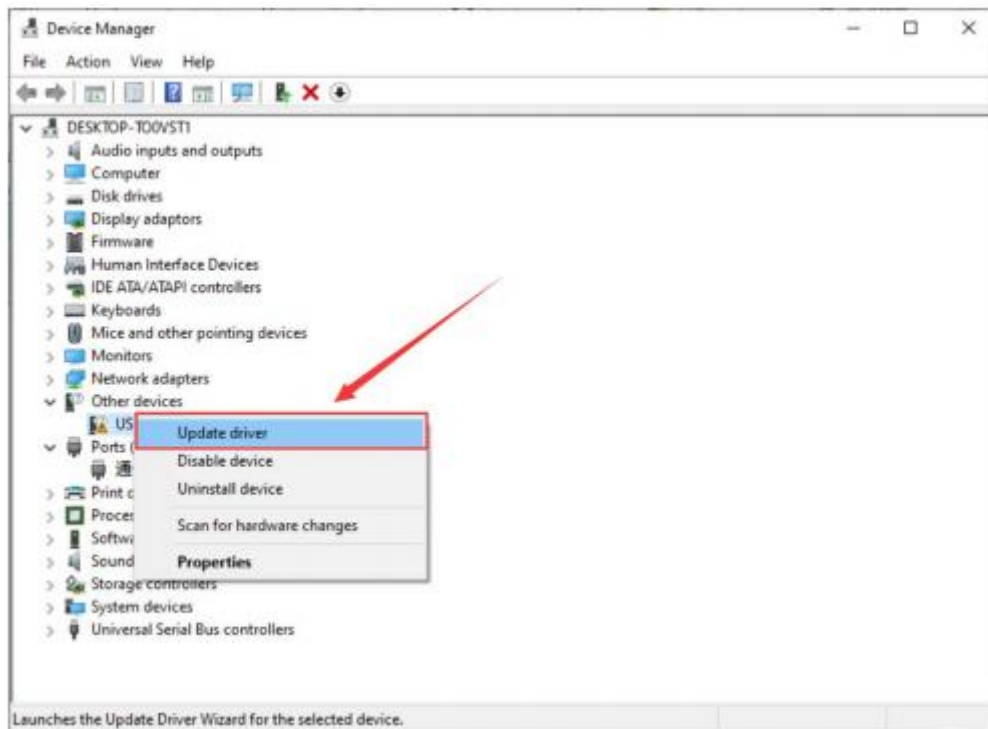 Device Manager
File Action View Help
DESKTOP-TO0VST1
Audio inputs and outputs
Computer
Disk drives
Display adaptors
Firmware
Human Interface Devices
IDE ATA/ATAPI controllers
Keyboards
Mice and other pointing devices
Monitors
Network adapters
Other devices
US
Update driver
Ports (
Disable device
通
Uninstall device
Print
Proces
Scan for hardware changes
Softwa
Sound
Properties
Storage controllers
System devices
Universal Serial Bus controllers
Launches the Update Driver Wizard for the selected device.